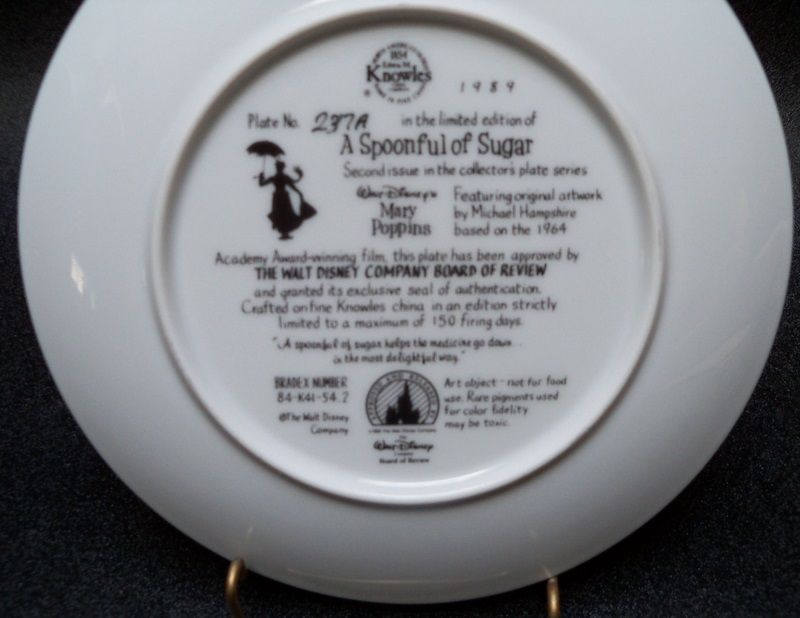 1854
Edwin M.
Knowles
1989
Plate No. 237A in the limited edition of
A Spoonful of Sugar
Second issue in the collector's plate series
Walt Disney's
Mary
Poppins
Featuring original artwork
by Michael Hampshire
based on the 1964
Academy Award-winning film, this plate has been approved by
THE WALT DISNEY COMPANY BOARD OF REVIEW
and granted its exclusive seal of authentication.
Crafted on fine Knowles china in an edition strictly
limited to a maximum of 150 firing days.
"A spoonful of sugar helps the medicine go down...
in the most delightful way."
BRADEX NUMBER
84-K41-54.2
©The Walt Disney
Company
The
Walt Disney
Company
Board of Review
Art object - not for food
use. Rare pigments used
for color fidelity
may be toxic.